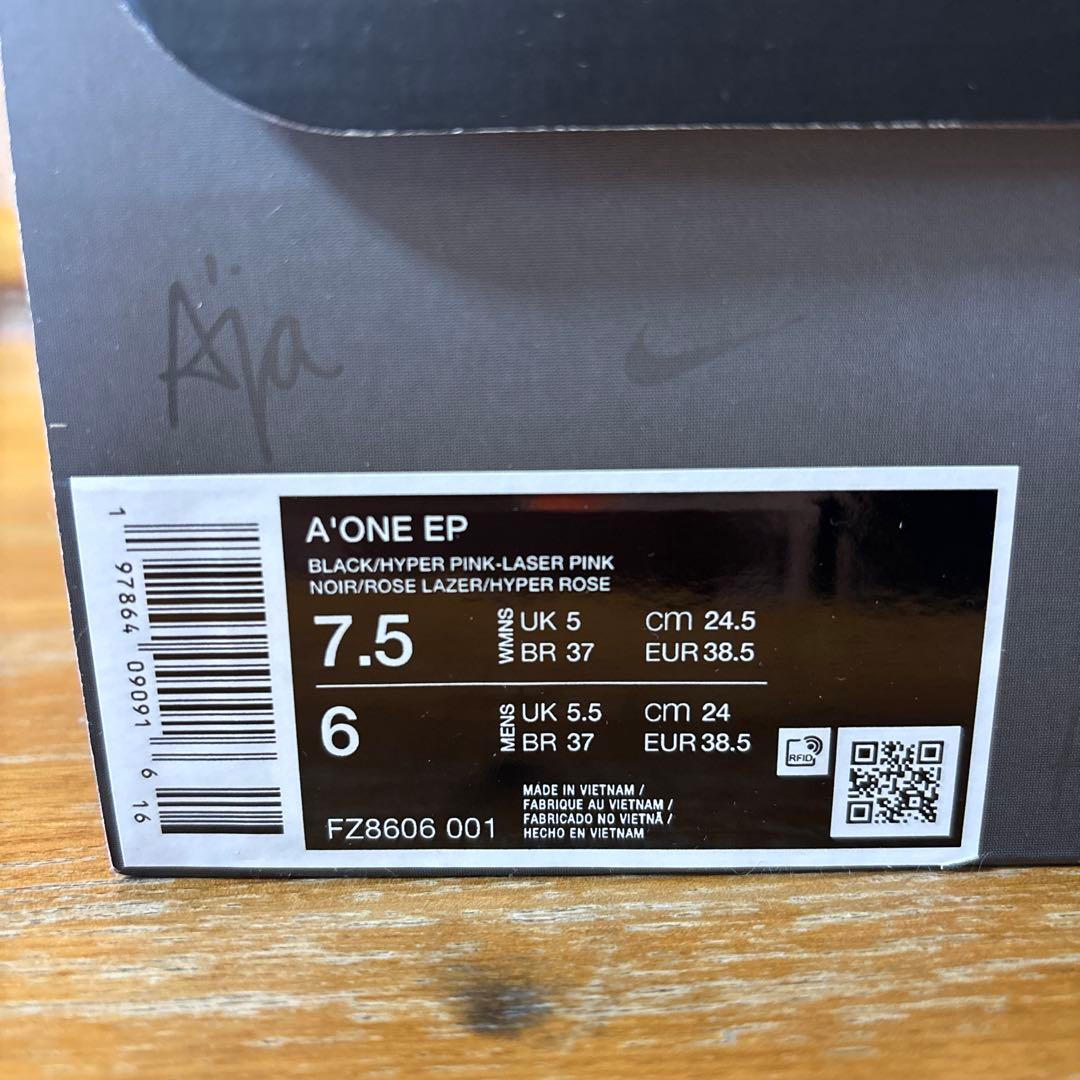 A'ja
A'ONE EP
BLACK/HYPER PINK-LASER PINK
NOIR/ROSE LAZER/HYPER ROSE
7.5
WMNS
UK 5
cm 24.5
BR 37
EUR 38.5
6
MENS
UK 5.5
cm 24
BR 37
EUR 38.5
RFID
FZ8606 001
MADE IN VIETNAM /
FABRIQUE AU VIETNAM /
FABRICADO NO VIETNÃ /
HECHO EN VIETNAM
1 97864 09091 6 16